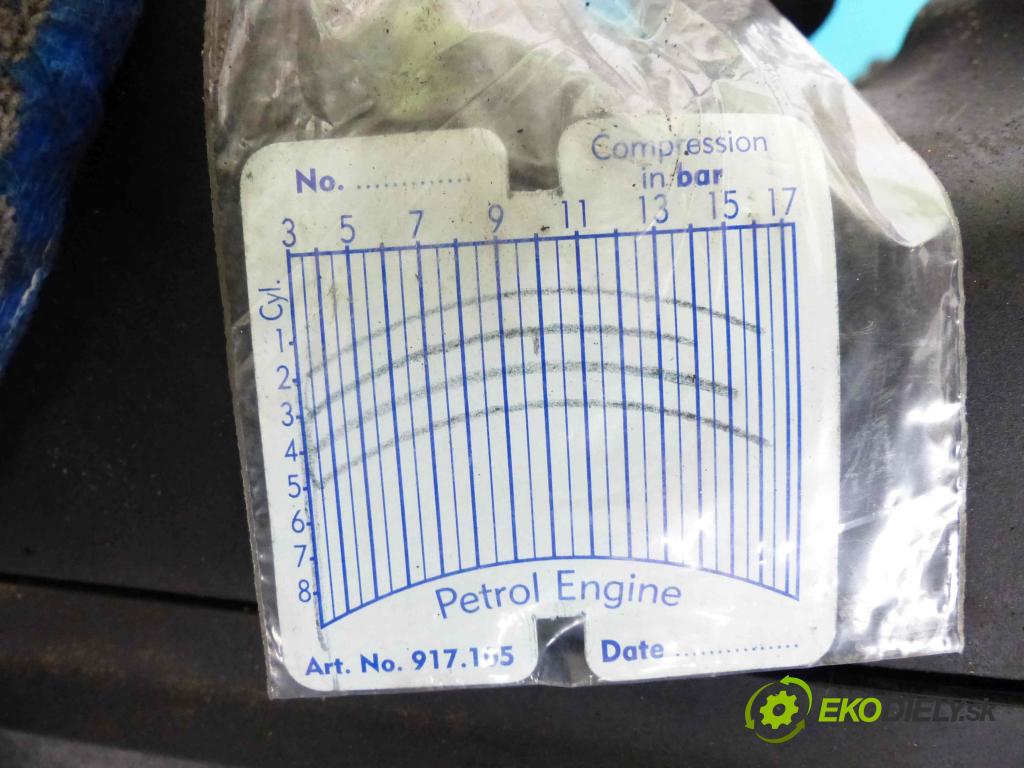 No. ..............
Compression
in bar
3 5 7 9 11 13 15 17
Cyl.
1
2
3
4
5
6
7
8
Petrol Engine
Art. No. 917.105
Date ...............
EKODIELY.SK